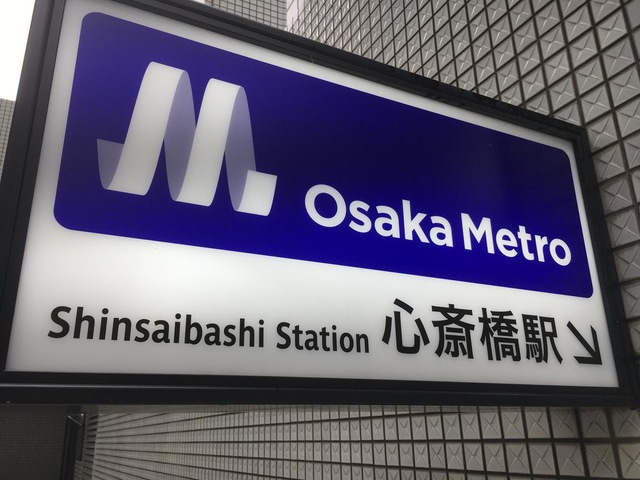 Osaka Metro
Shinsaibashi Station 心斎橋駅